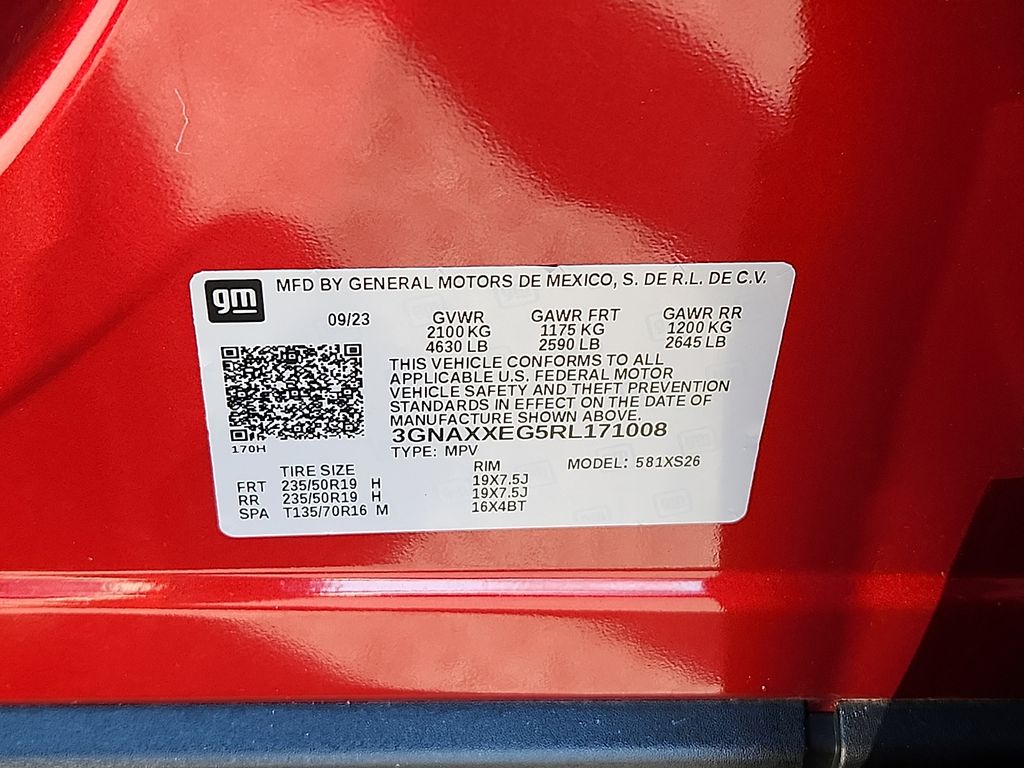 gm
MFD BY GENERAL MOTORS DE MEXICO, S. DE R.L. DE C.V.
09/23 GVWR GAWR FRT GAWR RR
2100 KG 1175 KG 1200 KG
4630 LB 2590 LB 2645 LB
THIS VEHICLE CONFORMS TO ALL
APPLICABLE U.S. FEDERAL MOTOR
VEHICLE SAFETY AND THEFT PREVENTION
STANDARDS IN EFFECT ON THE DATE OF
MANUFACTURE SHOWN ABOVE.
3GNAXXEG5RL171008
170H
TYPE: MPV
MODEL: 581XS26
TIRE SIZE RIM
FRT 235/50R19 H 19X7.5J
RR 235/50R19 H 19X7.5J
SPA T135/70R16 M 16X4BT